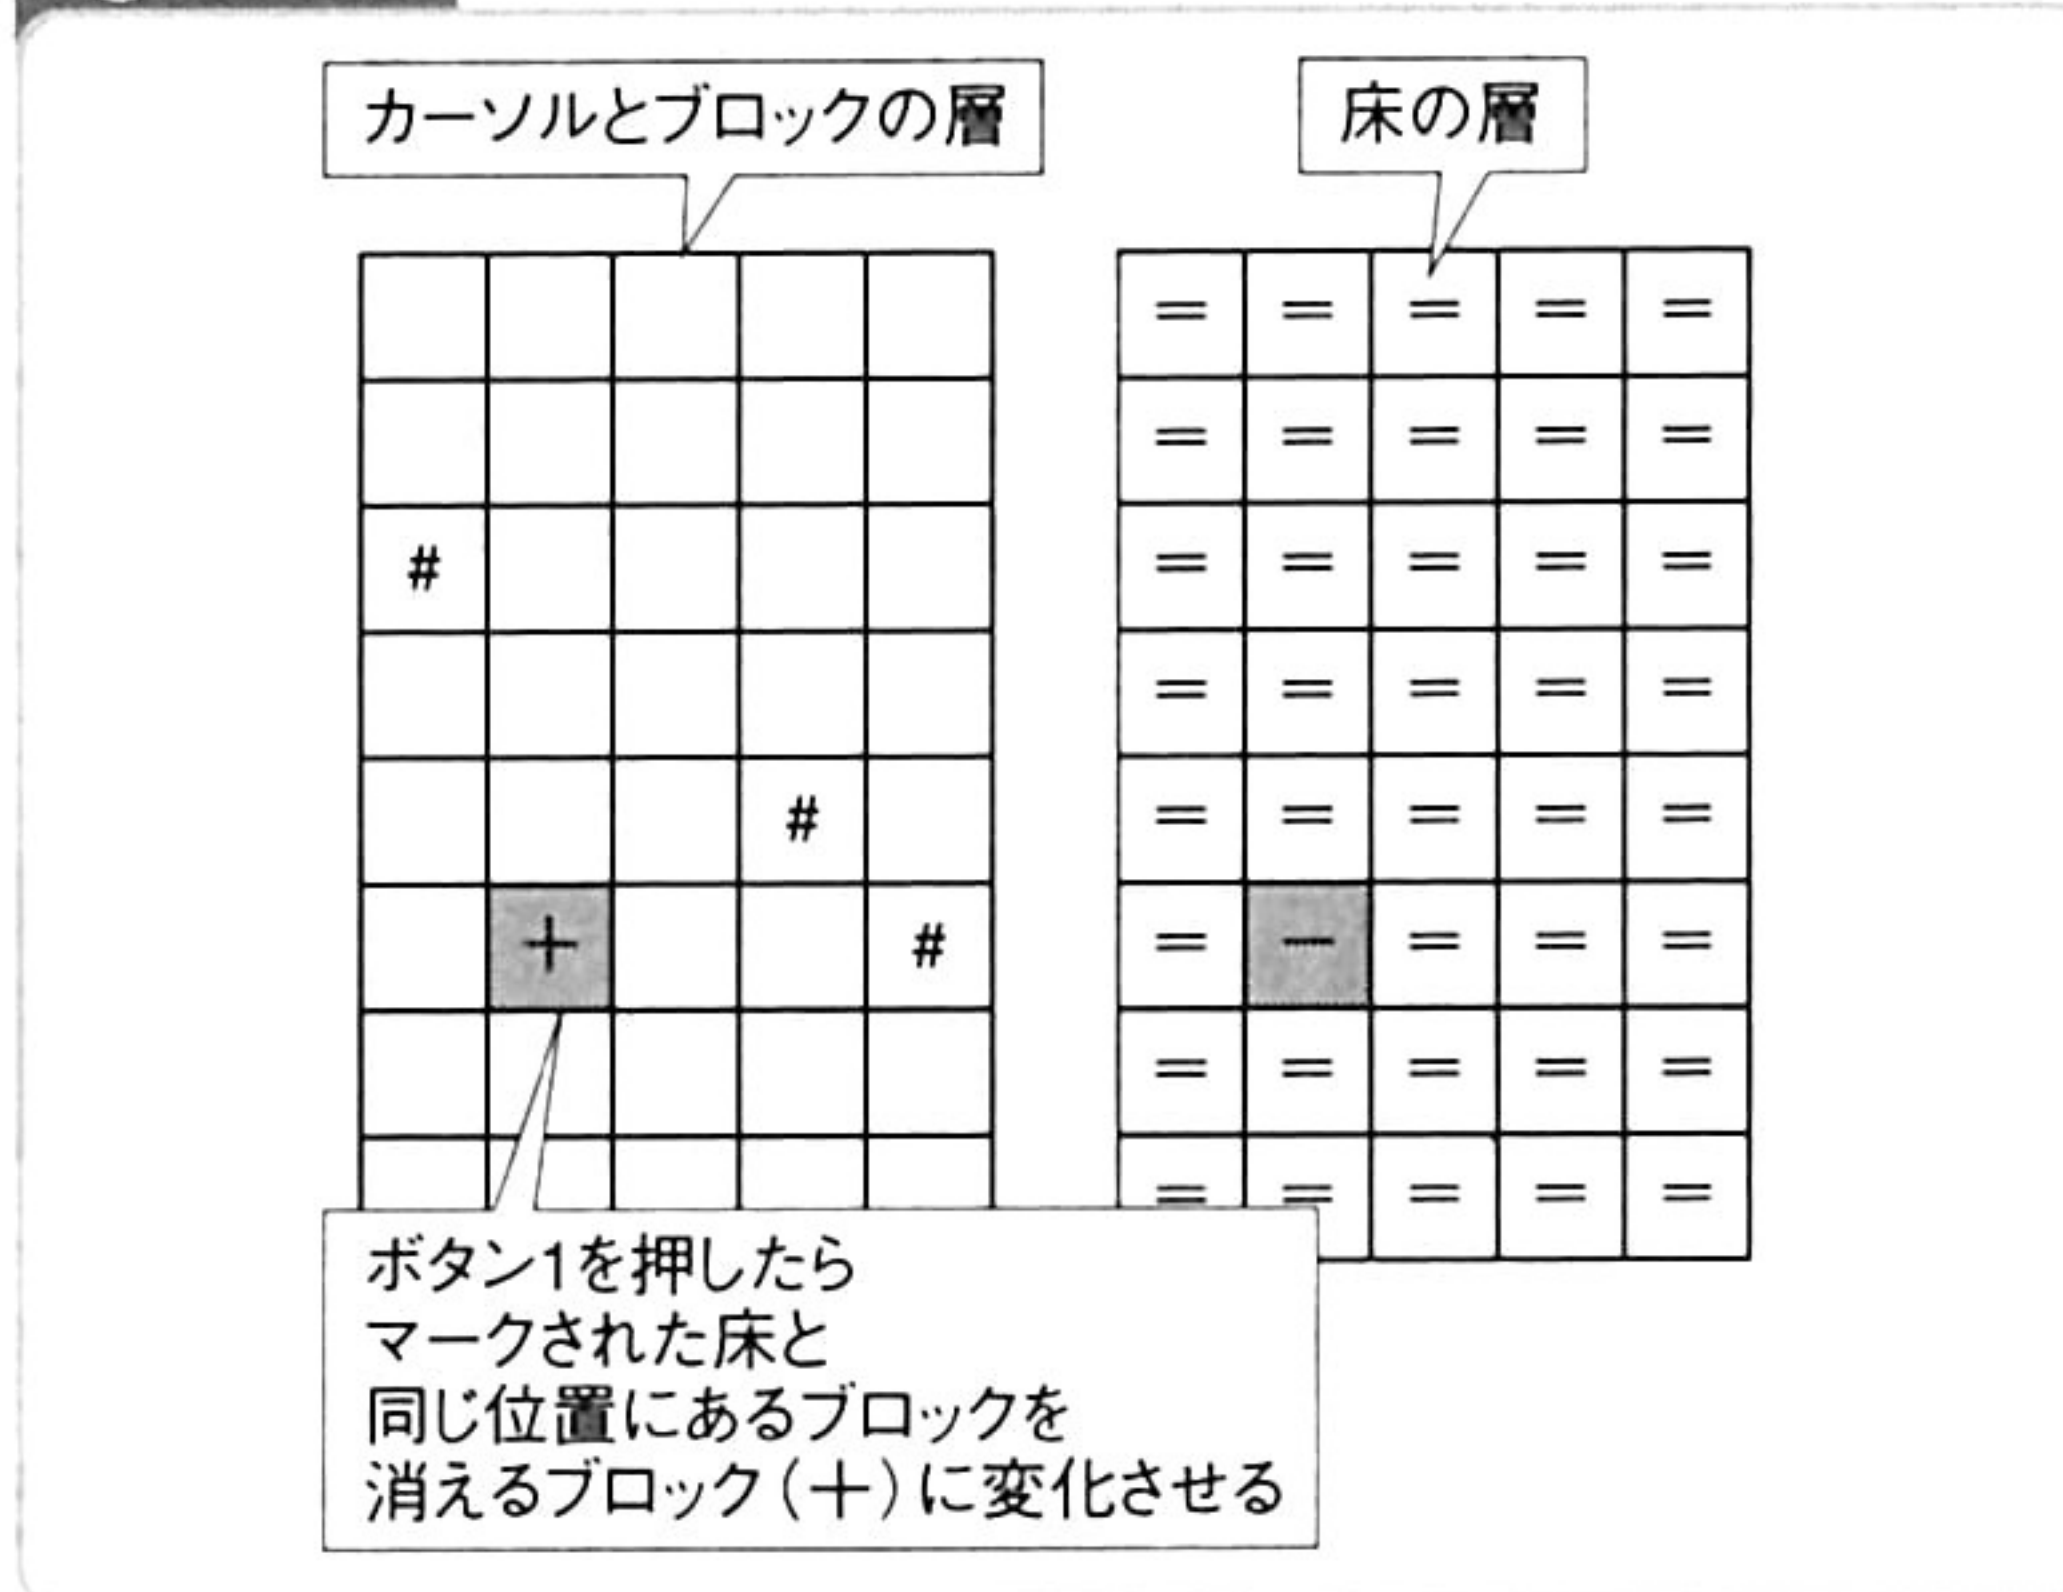 カーソルとブロックの層
床の層
= = = = =
= = = = =
# = = = = =
= = = = =
# = = = = =
+ # = − = = =
= = = = =
= = = = =
ボタン1を押したら
マークされた床と
同じ位置にあるブロックを
消えるブロック(+)に変化させる